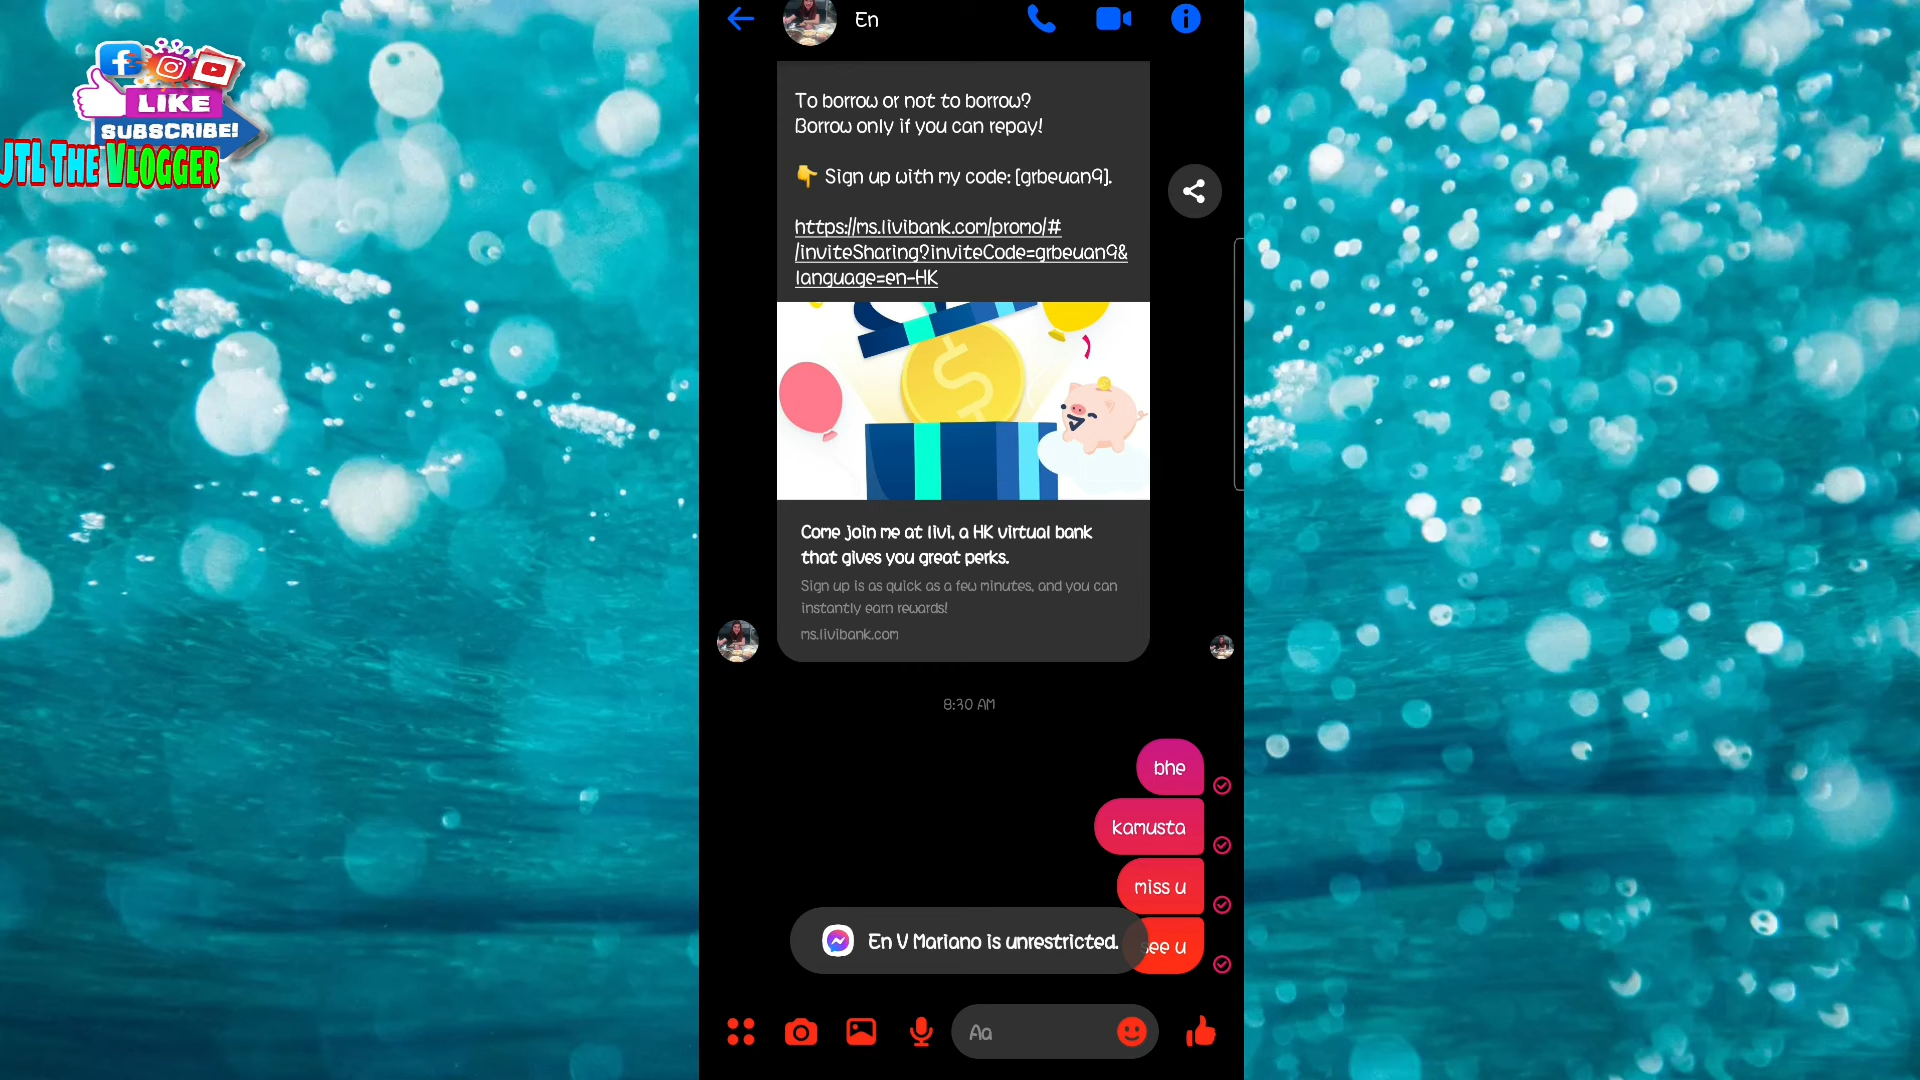 LIKE
SUBSCRIBE!
JTL THE VLOGGER
En
To borrow or not to borrow?
Borrow only if you can repay!
👇 Sign up with my code: [grbeuan9].
https://ms.livibank.com/promo/#
/inviteSharing?inviteCode=grbeuan9&
language=en-HK
Come join me at livi, a HK virtual bank
that gives you great perks.
Sign up is as quick as a few minutes, and you can
instantly earn rewards!
ms.livibank.com
8:30 AM
bhe
kamusta
miss u
see u
En V Mariano is unrestricted.
Aa